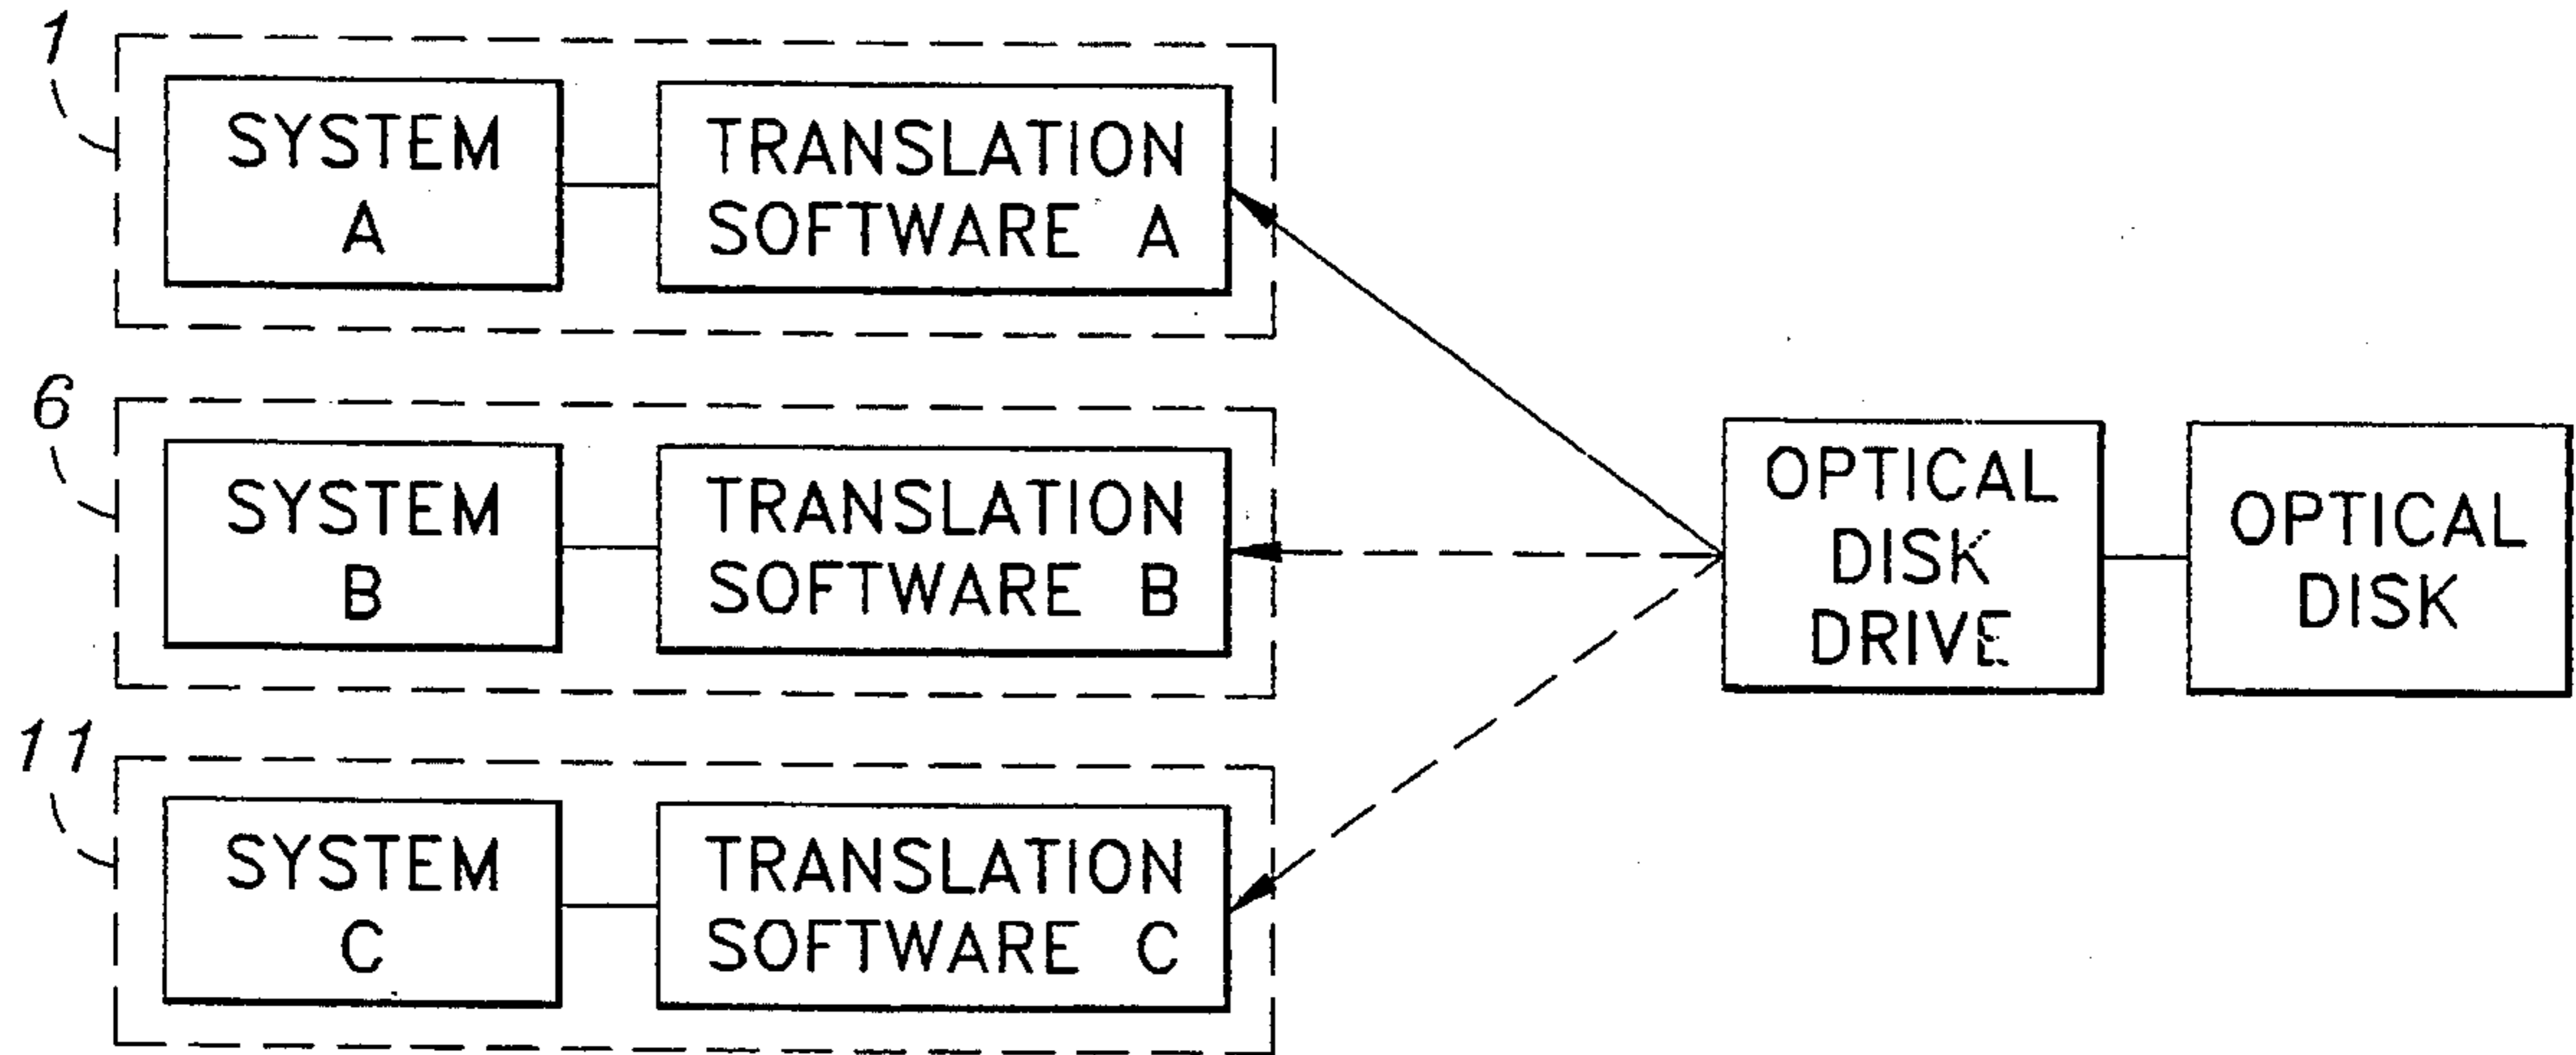 1
SYSTEM
A
TRANSLATION
SOFTWARE A
6
SYSTEM
B
TRANSLATION
SOFTWARE B
11
SYSTEM
C
TRANSLATION
SOFTWARE C
OPTICAL
DISK
DRIVE
OPTICAL
DISK